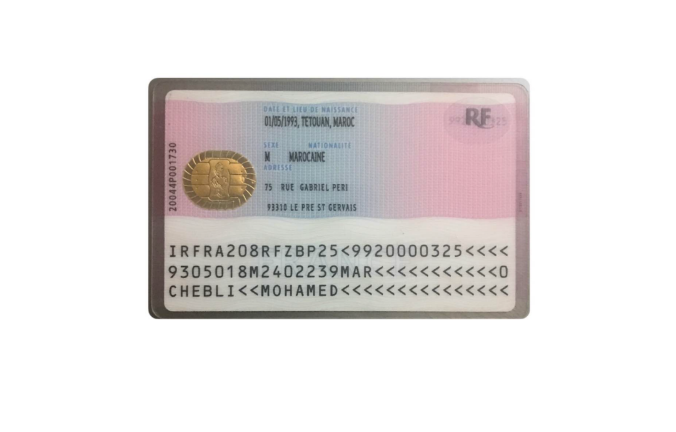 DATE ET LIEU DE NAISSANCE
01/05/1993, TETOUAN, MAROC
RF
SEXE NATIONALITE
M MAROCAINE
ADRESSE
75 RUE GABRIEL PERI
93310 LE PRE ST GERVAIS
20044P001730
IRFRA208RFZBP25<9920000325<<<<
9305018M2402239MAR<<<<<<<<<<<0
CHEBLI<<MOHAMED<<<<<<<<<<<<<<<